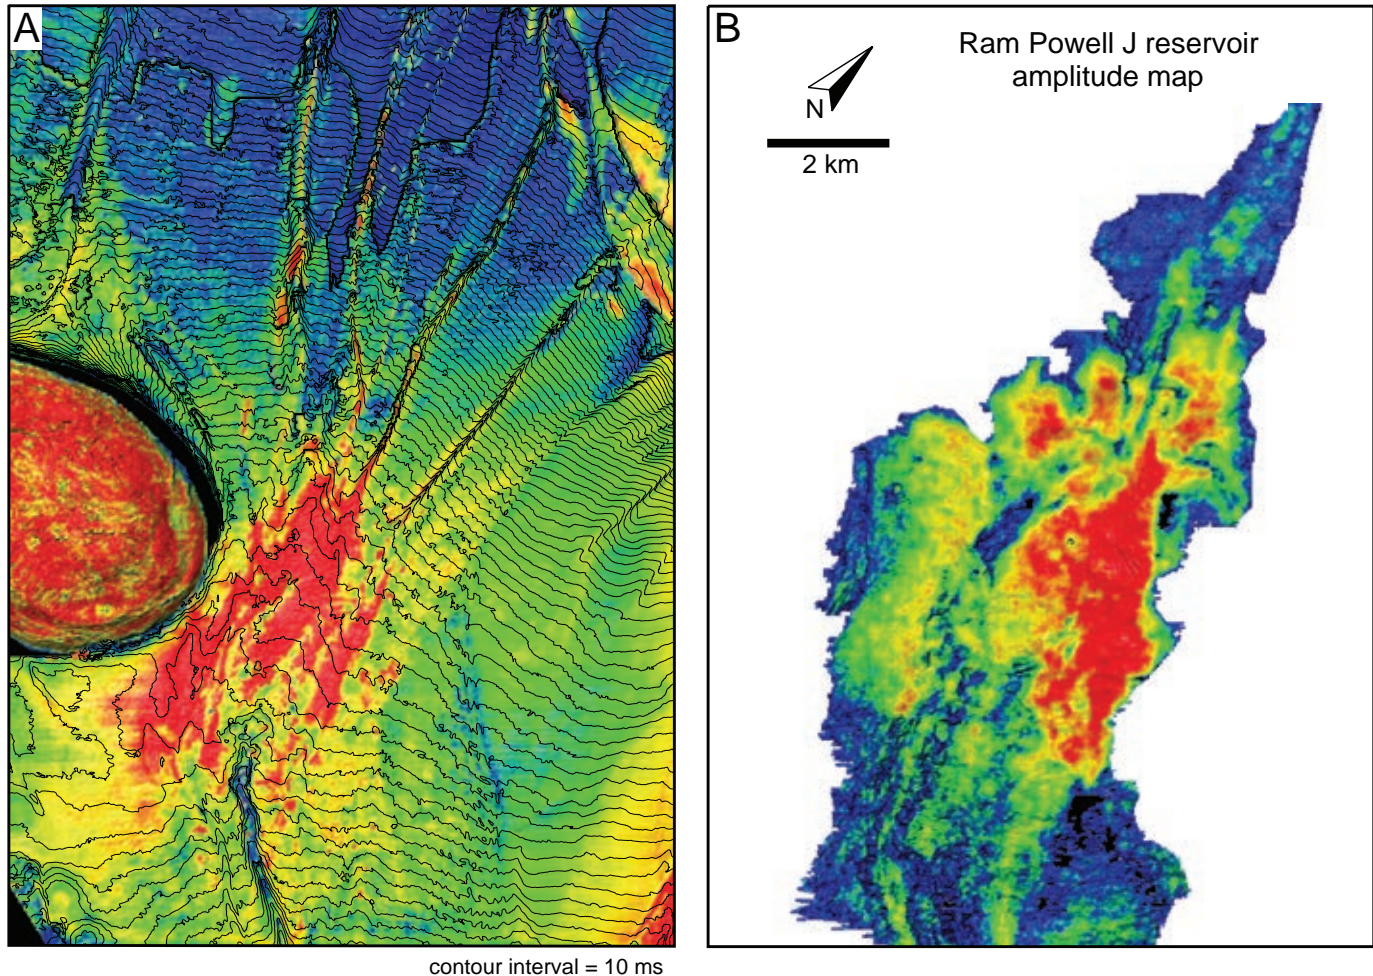 A
B
Ram Powell J reservoir
amplitude map
N
2 km
contour interval = 10 ms